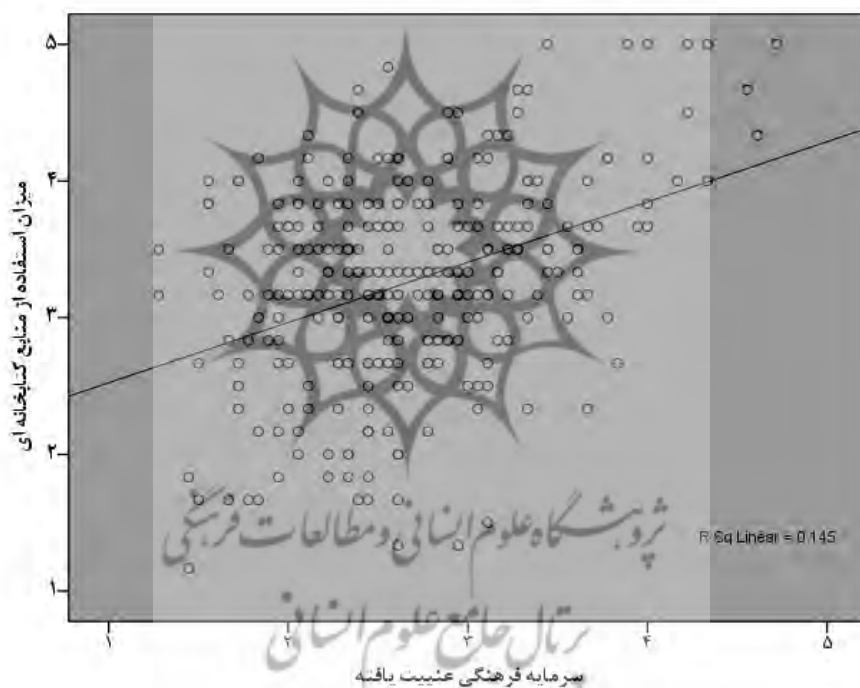 میزان استفاده از منابع کتابخانه ای
۵
۴
۳
۲
۱
R Sq Linear = 0.145
۱
۲
۳
۴
۵
پژوهشگاه علوم انسانی و مطالعات فرهنگی
پرتال جامع علوم انسانی
سرمایه فرهنگی عنییت یافته